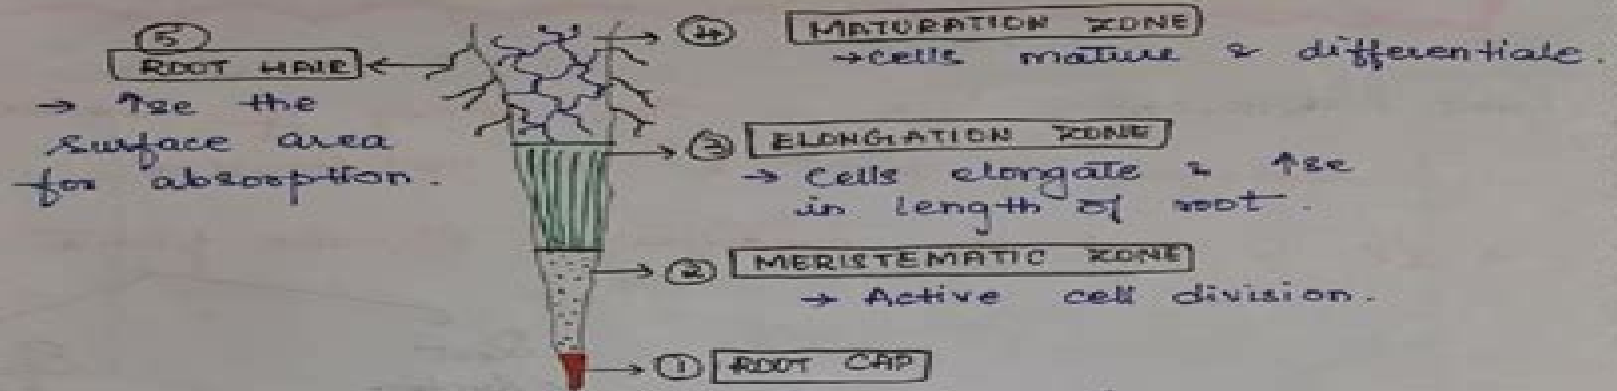 5
ROOT HAIR
→ ↑se the
surface area
for absorption.
4 MATURATION ZONE
→ cells mature & differentiate.
3 ELONGATION ZONE
→ Cells elongate & ↑se
in length of root.
2 MERISTEMATIC ZONE
→ Active cell division.
1 ROOT CAP